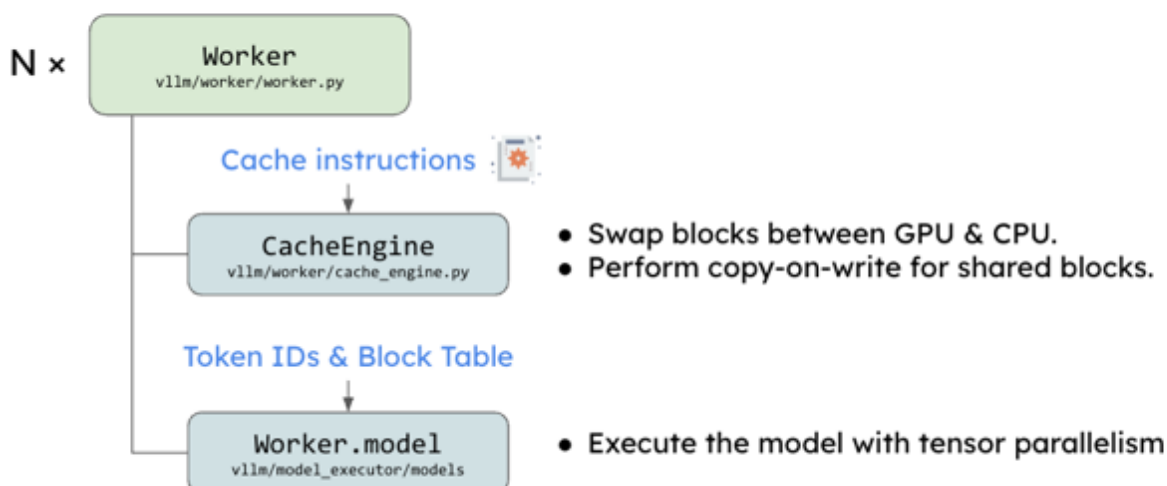 N ×
Worker
vllm/worker/worker.py
Cache instructions
CacheEngine
vllm/worker/cache_engine.py
● Swap blocks between GPU & CPU.
● Perform copy-on-write for shared blocks.
Token IDs & Block Table
Worker.model
vllm/model_executor/models
● Execute the model with tensor parallelism